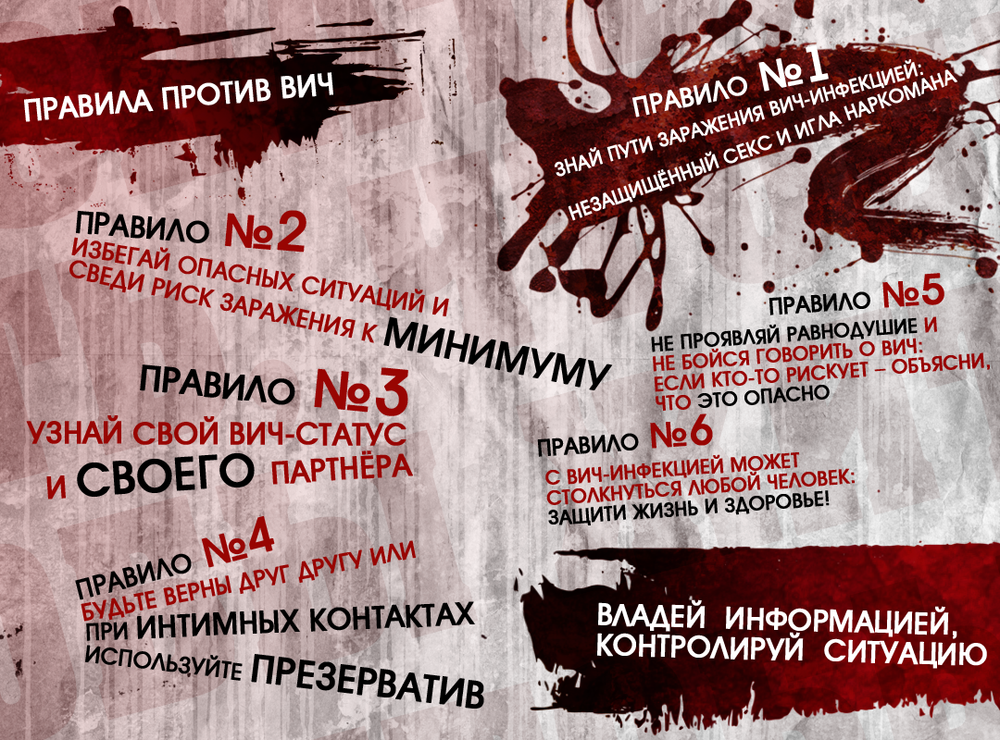 ПРАВИЛА ПРОТИВ ВИЧ
ПРАВИЛО №1
ЗНАЙ ПУТИ ЗАРАЖЕНИЯ ВИЧ-ИНФЕКЦИЕЙ:
НЕЗАЩИЩЁННЫЙ СЕКС И ИГЛА НАРКОМАНА
ПРАВИЛО №2
ИЗБЕГАЙ ОПАСНЫХ СИТУАЦИЙ И
СВЕДИ РИСК ЗАРАЖЕНИЯ К МИНИМУМУ
ПРАВИЛО №3
УЗНАЙ СВОЙ ВИЧ-СТАТУС
И СВОЕГО ПАРТНЁРА
ПРАВИЛО №4
БУДЬТЕ ВЕРНЫ ДРУГ ДРУГУ ИЛИ
ПРИ ИНТИМНЫХ КОНТАКТАХ
ИСПОЛЬЗУЙТЕ ПРЕЗЕРВАТИВ
ПРАВИЛО №5
НЕ ПРОЯВЛЯЙ РАВНОДУШИЕ И
НЕ БОЙСЯ ГОВОРИТЬ О ВИЧ:
ЕСЛИ КТО-ТО РИСКУЕТ – ОБЪЯСНИ,
ЧТО ЭТО ОПАСНО
ПРАВИЛО №6
С ВИЧ-ИНФЕКЦИЕЙ МОЖЕТ
СТОЛКНУТЬСЯ ЛЮБОЙ ЧЕЛОВЕК:
ЗАЩИТИ ЖИЗНЬ И ЗДОРОВЬЕ!
ВЛАДЕЙ ИНФОРМАЦИЕЙ,
КОНТРОЛИРУЙ СИТУАЦИЮ